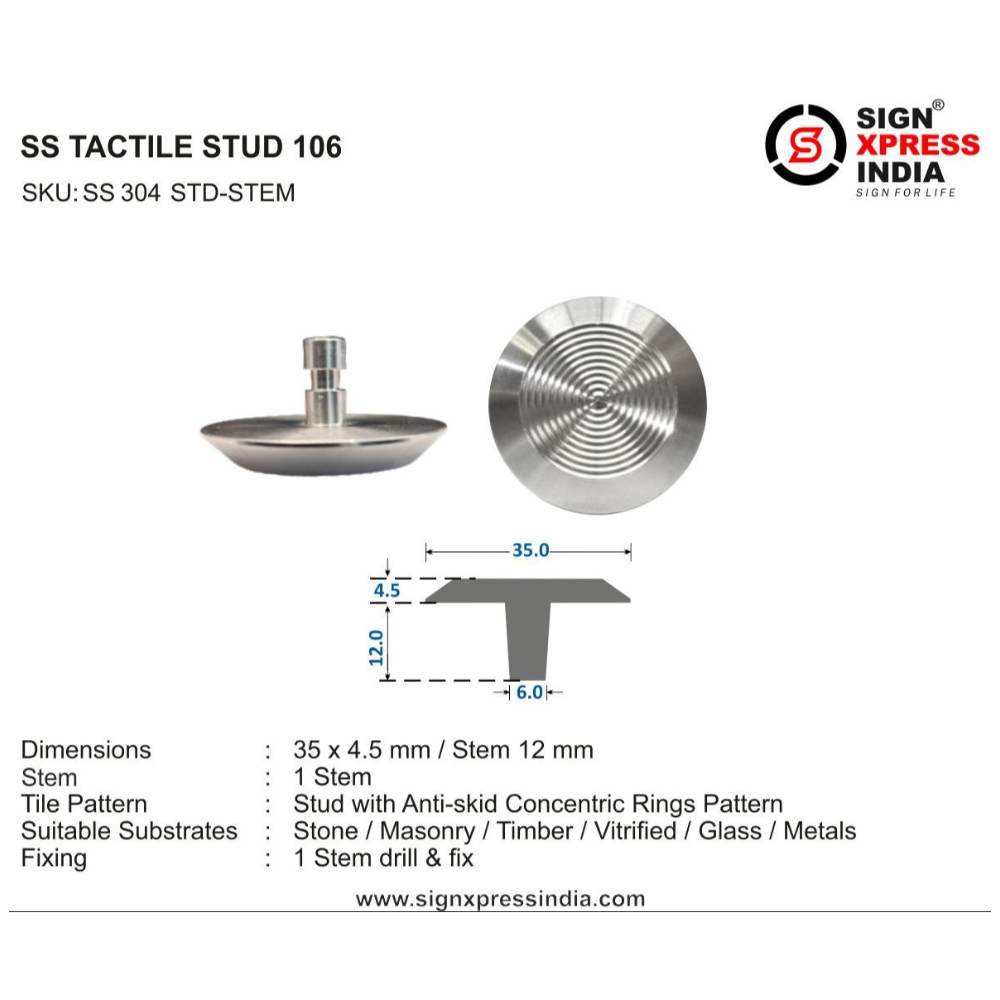 SS TACTILE STUD 106
SKU: SS 304 STD-STEM
SIGN®
XPRESS
INDIA
SIGN FOR LIFE
35.0
4.5
12.0
6.0
Dimensions : 35 x 4.5 mm / Stem 12 mm
Stem : 1 Stem
Tile Pattern : Stud with Anti-skid Concentric Rings Pattern
Suitable Substrates : Stone / Masonry / Timber / Vitrified / Glass / Metals
Fixing : 1 Stem drill & fix
www.signxpressindia.com